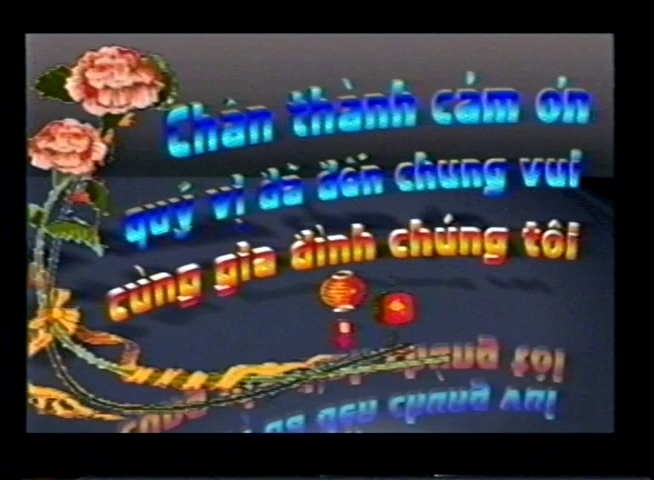 Chân thành cảm ơn
quý vị đã đến chung vui
cùng gia đình chúng tôi